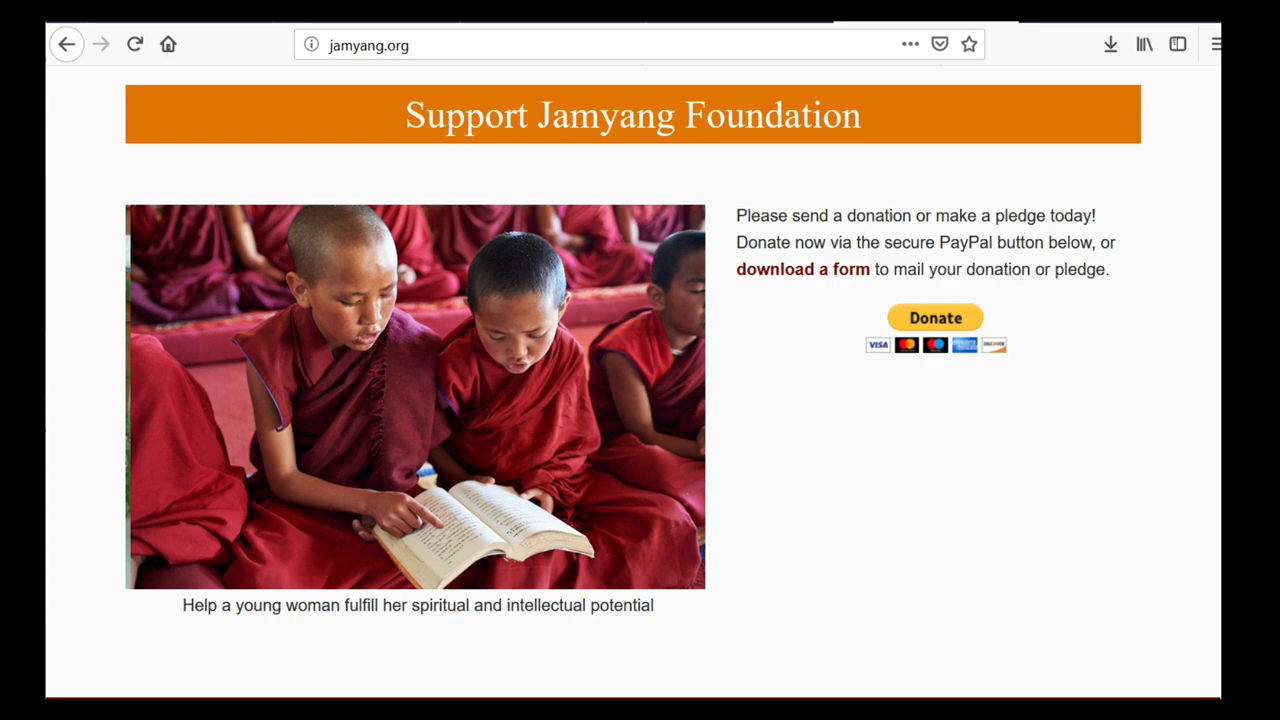 jamyang.org
Support Jamyang Foundation
Please send a donation or make a pledge today!
Donate now via the secure PayPal button below, or
download a form to mail your donation or pledge.
Donate
VISA
Help a young woman fulfill her spiritual and intellectual potential